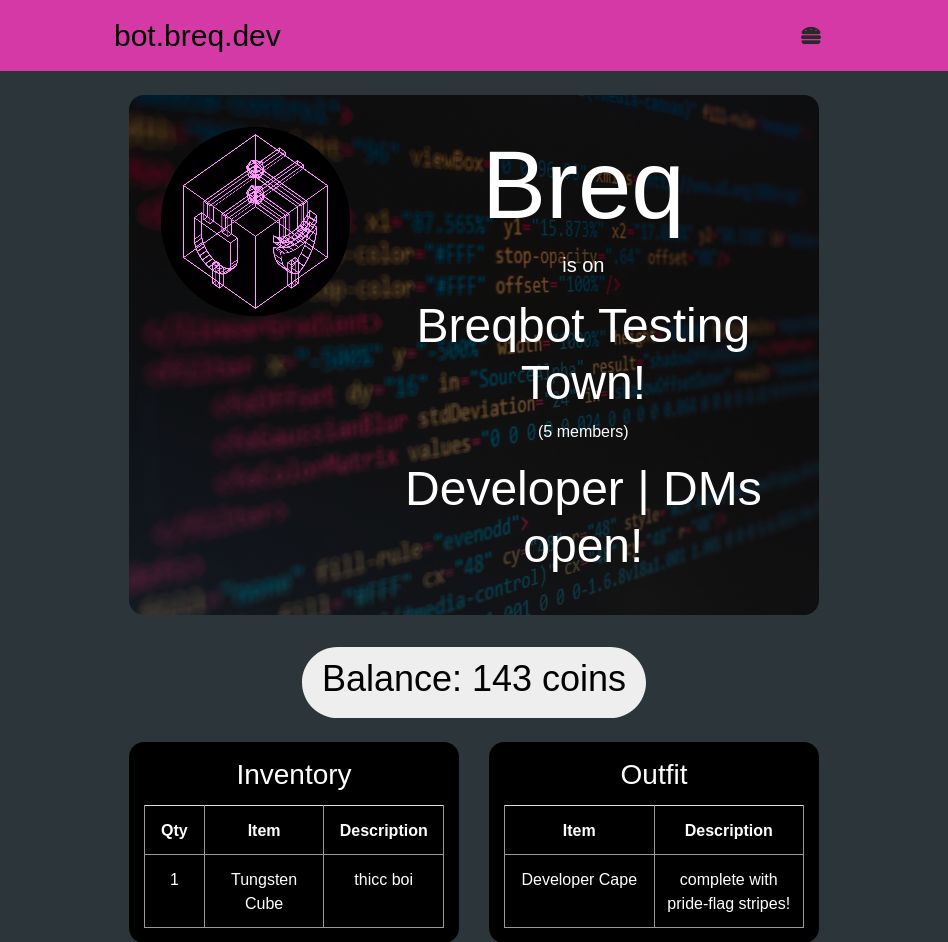 bot.breq.dev
Breq
is on
Breqbot Testing
Town!
(5 members)
Developer | DMs
open!
Balance: 143 coins
Inventory
Qty Item Description
1 Tungsten Cube thicc boi
Outfit
Item Description
Developer Cape complete with pride-flag stripes!